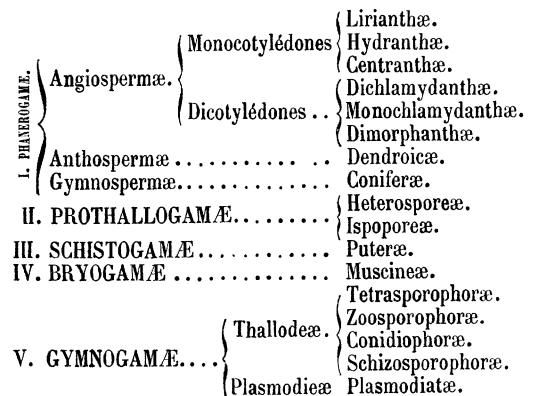 I. PHANEROGAMÆ.
Angiospermæ.
Monocotylédones
Lirianthæ.
Hydranthæ.
Centranthæ.
Dicotylédones ..
Dichlamydanthæ.
Monochlamydanthæ.
Dimorphanthæ.
Anthospermæ .......... .. Dendroicæ.
Gymnospermæ............. Coniferæ.
II. PROTHALLOGAMÆ.........
Heterosporeæ.
Ispoporeæ.
III. SCHISTOGAMÆ............ Puteræ.
IV. BRYOGAMÆ ............. Muscineæ.
V. GYMNOGAMÆ....
Thallodeæ.
Tetrasporophoræ.
Zoosporophoræ.
Conidiophoræ.
Schizosporophoræ.
Plasmodieæ Plasmodiatæ.